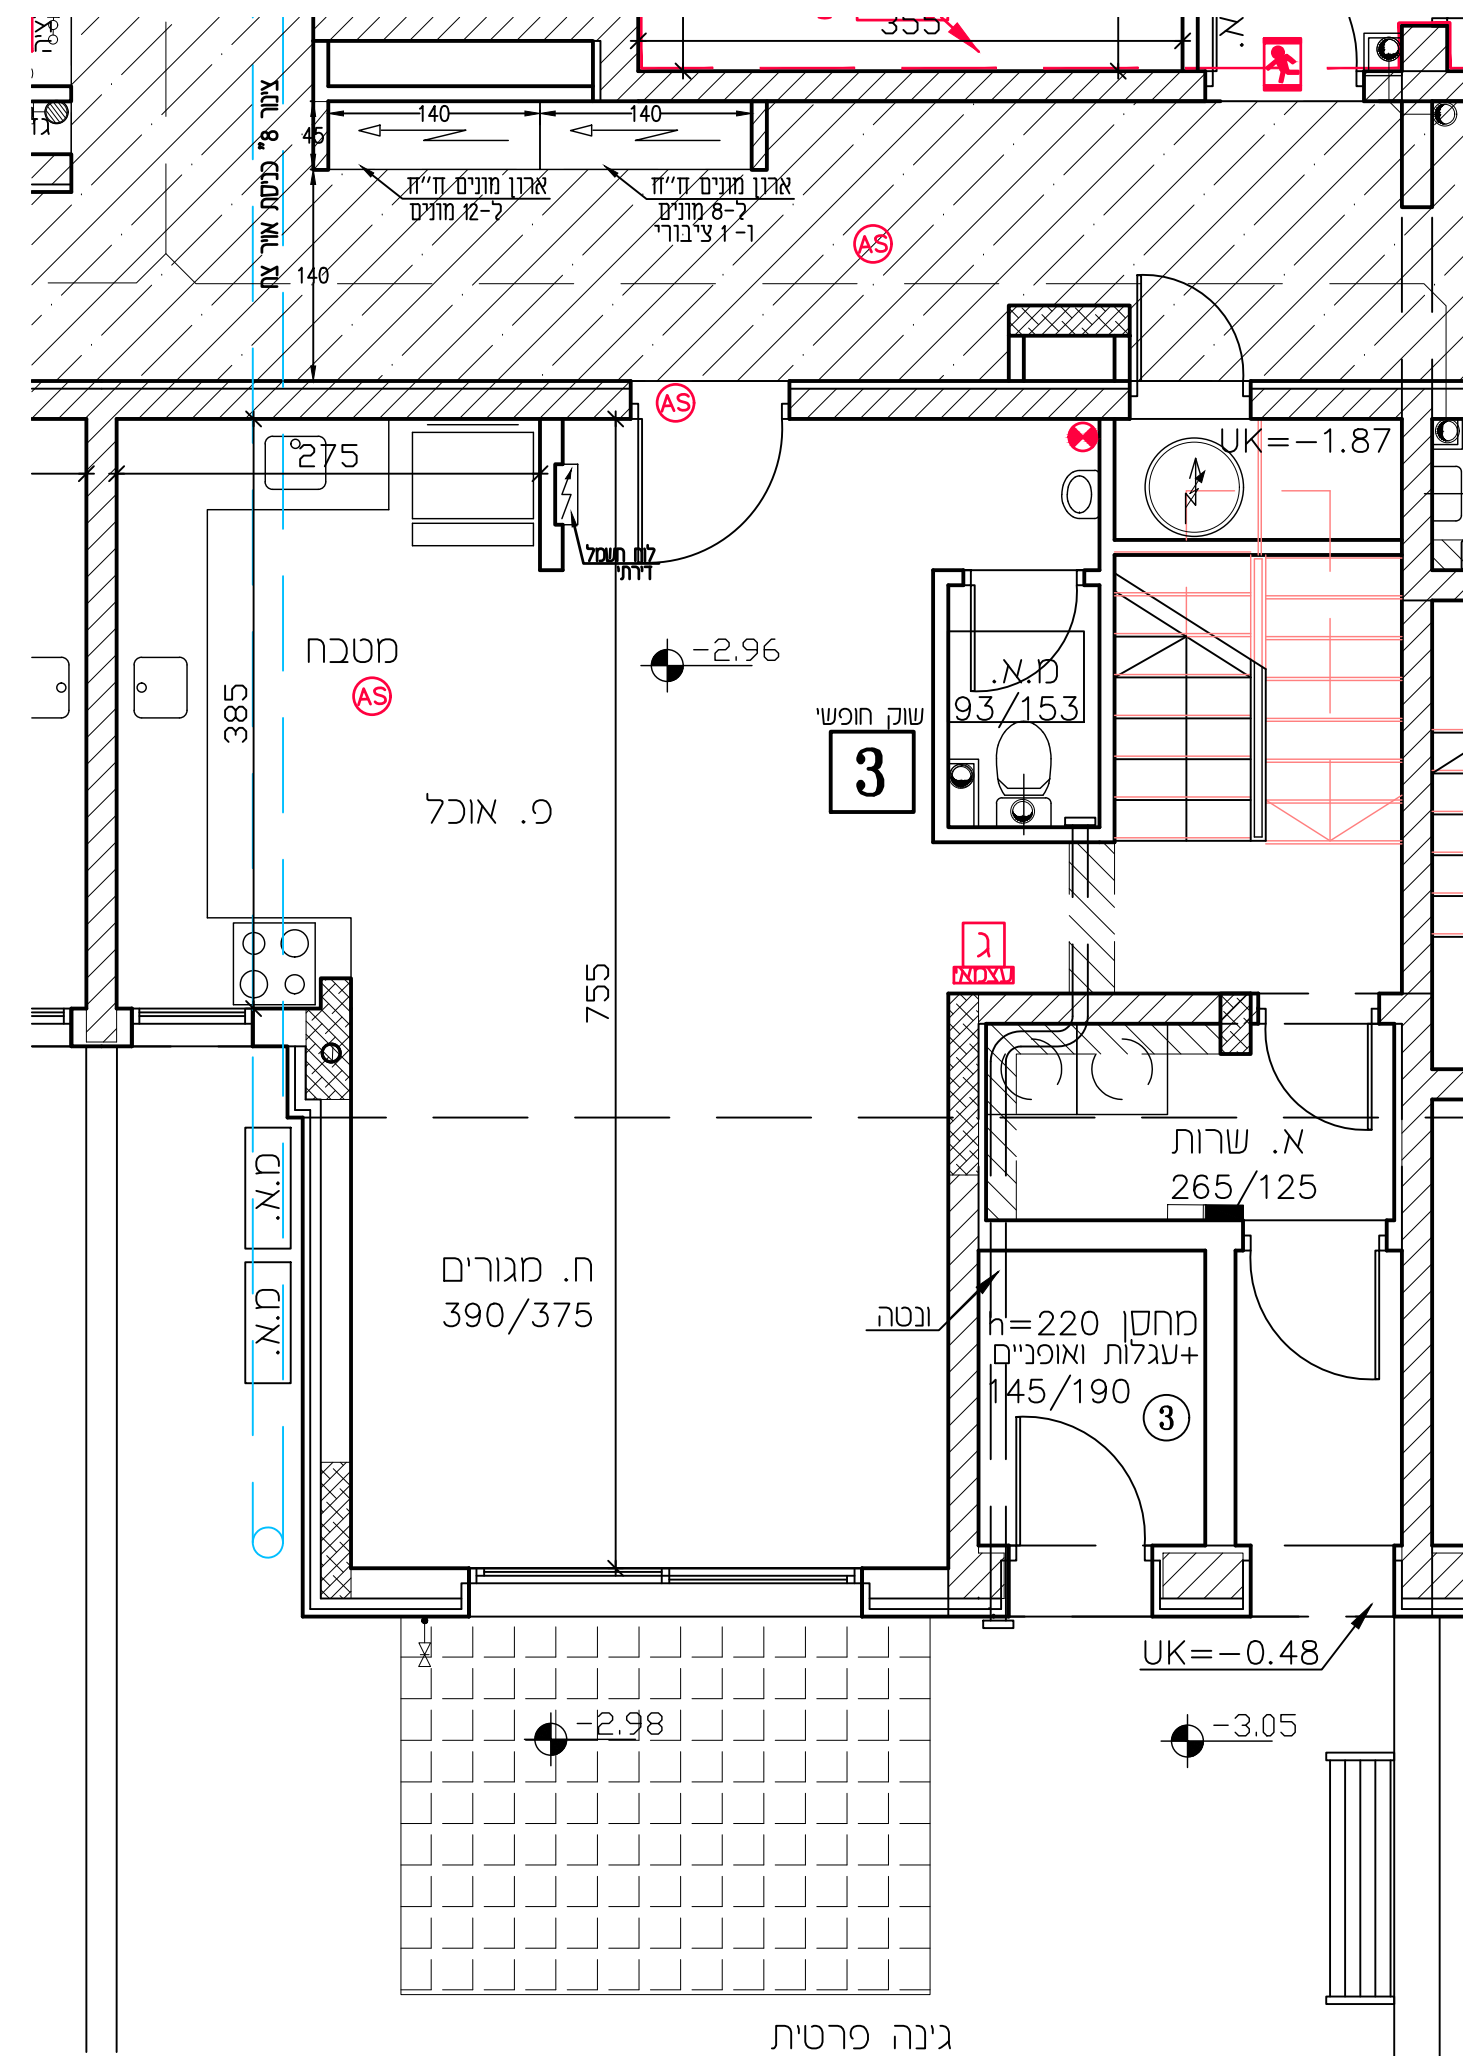 355
140
140
45
ארון מונים ח״ח
ל-12 מונים
ארון מונים ח״ח
ל-8 מונים
ו- 1 ציבורי
צינור 8" כניסת אויר צח
140
AS
AS
275
UK=-1.87
לוח חשמל
דירתי
מטבח
AS
-2.96
385
מ.א.
93/153
שוק חופשי
3
פ. אוכל
755
ג
עצמאי
א. שרות
265/125
מ.א.
מ.א.
ח. מגורים
390/375
ונטה
מחסן h=220
+עגלות ואופניים
145/190
3
UK=-0.48
-2.98
-3.05
גינה פרטית